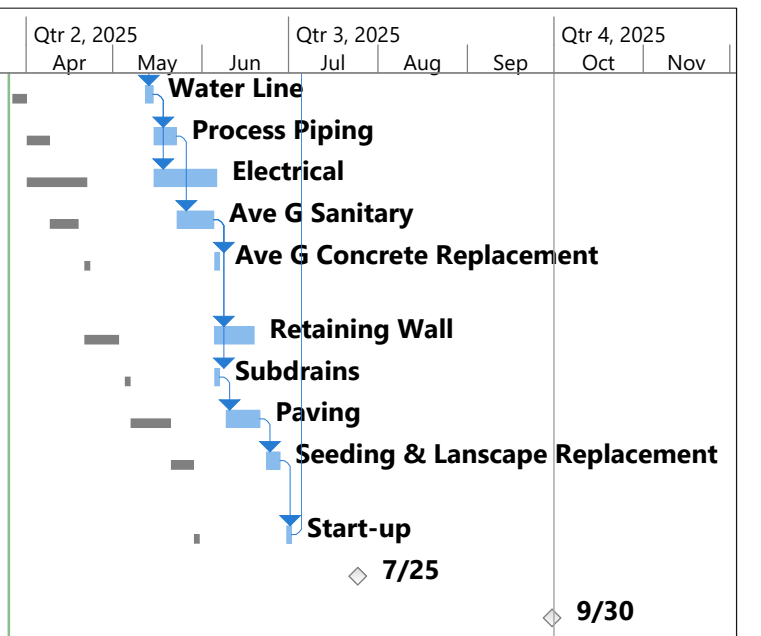 Qtr 2, 2025 Qtr 3, 2025 Qtr 4, 2025
Apr May Jun Jul Aug Sep Oct Nov
Water Line
Process Piping
Electrical
Ave G Sanitary
Ave G Concrete Replacement
Retaining Wall
Subdrains
Paving
Seeding & Lanscape Replacement
Start-up
7/25
9/30